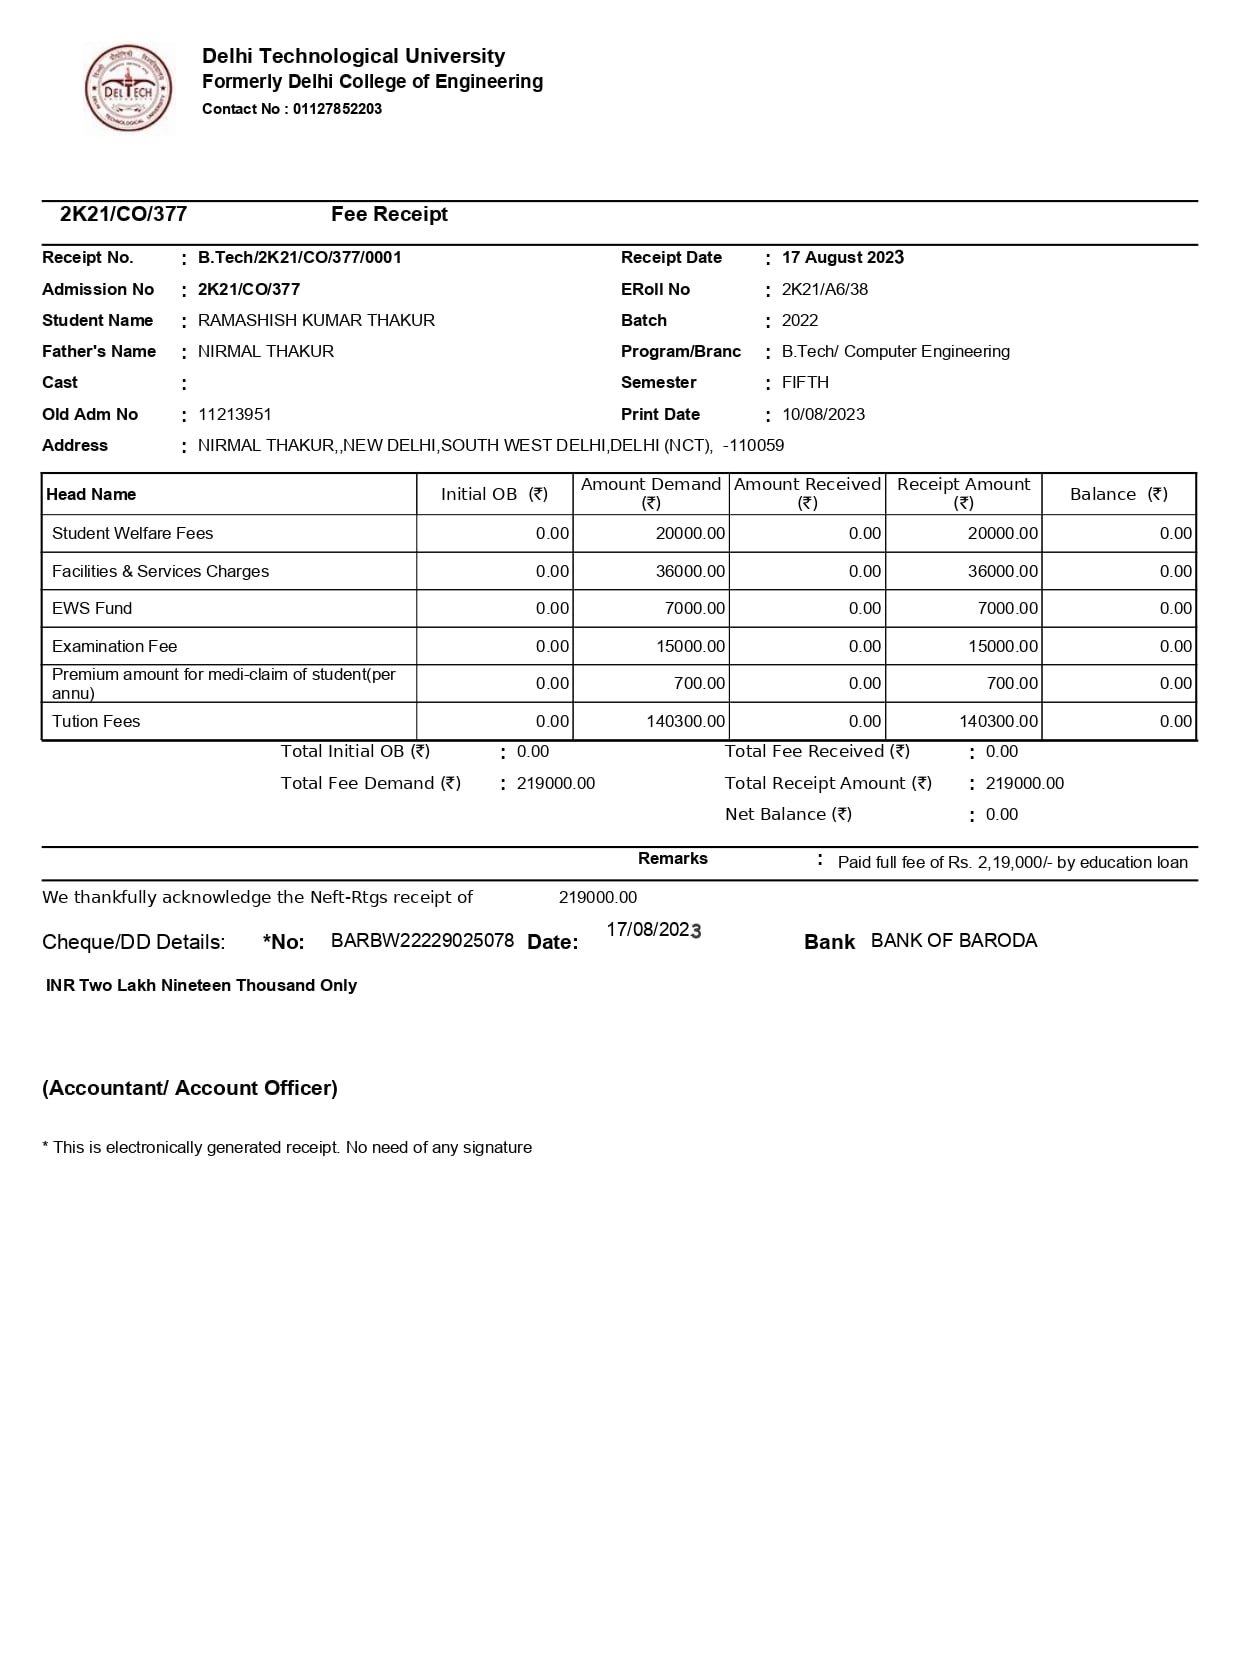 DELTECH
Delhi Technological University
Formerly Delhi College of Engineering
Contact No : 01127852203
2K21/CO/377 Fee Receipt
Receipt No. : B.Tech/2K21/CO/377/0001 Receipt Date : 17 August 2023
Admission No : 2K21/CO/377 ERoll No : 2K21/A6/38
Student Name : RAMASHISH KUMAR THAKUR Batch : 2022
Father's Name : NIRMAL THAKUR Program/Branc : B.Tech/ Computer Engineering
Cast : Semester : FIFTH
Old Adm No : 11213951 Print Date : 10/08/2023
Address : NIRMAL THAKUR,,NEW DELHI,SOUTH WEST DELHI,DELHI (NCT), -110059
Head Name Initial OB (₹) Amount Demand (₹) Amount Received (₹) Receipt Amount (₹) Balance (₹)
Student Welfare Fees 0.00 20000.00 0.00 20000.00 0.00
Facilities & Services Charges 0.00 36000.00 0.00 36000.00 0.00
EWS Fund 0.00 7000.00 0.00 7000.00 0.00
Examination Fee 0.00 15000.00 0.00 15000.00 0.00
Premium amount for medi-claim of student(per annu) 0.00 700.00 0.00 700.00 0.00
Tution Fees 0.00 140300.00 0.00 140300.00 0.00
Total Initial OB (₹) : 0.00 Total Fee Received (₹) : 0.00
Total Fee Demand (₹) : 219000.00 Total Receipt Amount (₹) : 219000.00
Net Balance (₹) : 0.00
Remarks : Paid full fee of Rs. 2,19,000/- by education loan
We thankfully acknowledge the Neft-Rtgs receipt of 219000.00
Cheque/DD Details: *No: BARBW22229025078 Date: 17/08/2023 Bank BANK OF BARODA
INR Two Lakh Nineteen Thousand Only
(Accountant/ Account Officer)
* This is electronically generated receipt. No need of any signature